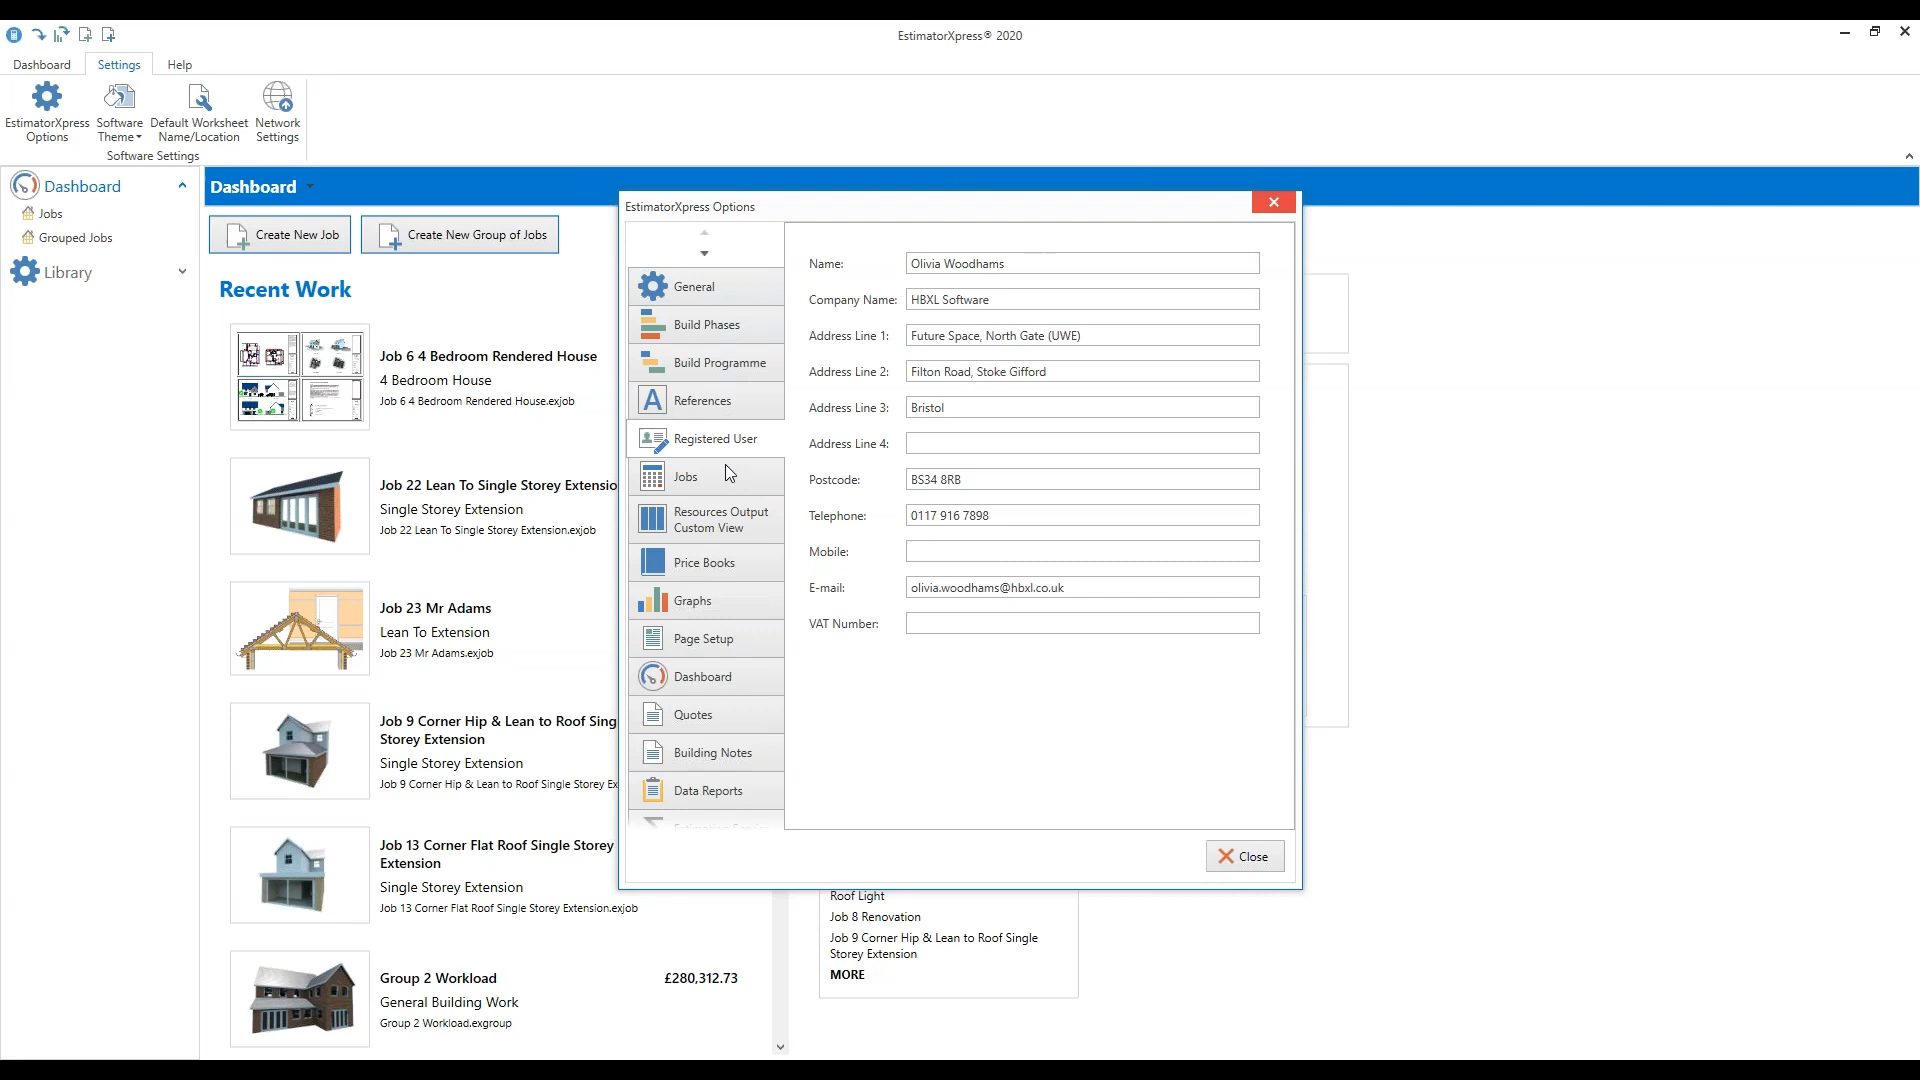 EstimatorXpress® 2020
Dashboard
Settings
Help
EstimatorXpress
Options
Software
Theme
Default Worksheet
Name/Location
Network
Settings
Software Settings
Dashboard
Jobs
Grouped Jobs
Library
Dashboard
Create New Job
Create New Group of Jobs
Recent Work
Job 6 4 Bedroom Rendered House
4 Bedroom House
Job 6 4 Bedroom Rendered House.exjob
Job 22 Lean To Single Storey Extensio
Single Storey Extension
Job 22 Lean To Single Storey Extension.exjob
Job 23 Mr Adams
Lean To Extension
Job 23 Mr Adams.exjob
Job 9 Corner Hip & Lean to Roof Sing
Storey Extension
Single Storey Extension
Job 9 Corner Hip & Lean to Roof Single Storey Ex
Job 13 Corner Flat Roof Single Storey
Extension
Single Storey Extension
Job 13 Corner Flat Roof Single Storey Extension.exjob
Group 2 Workload
£280,312.73
General Building Work
Group 2 Workload.exgroup
EstimatorXpress Options
General
Build Phases
Build Programme
References
Registered User
Jobs
Resources Output
Custom View
Price Books
Graphs
Page Setup
Dashboard
Quotes
Building Notes
Data Reports
Name: Olivia Woodhams
Company Name: HBXL Software
Address Line 1: Future Space, North Gate (UWE)
Address Line 2: Filton Road, Stoke Gifford
Address Line 3: Bristol
Address Line 4:
Postcode: BS34 8RB
Telephone: 0117 916 7898
Mobile:
E-mail: olivia.woodhams@hbxl.co.uk
VAT Number:
Close
Roof Light
Job 8 Renovation
Job 9 Corner Hip & Lean to Roof Single
Storey Extension
MORE